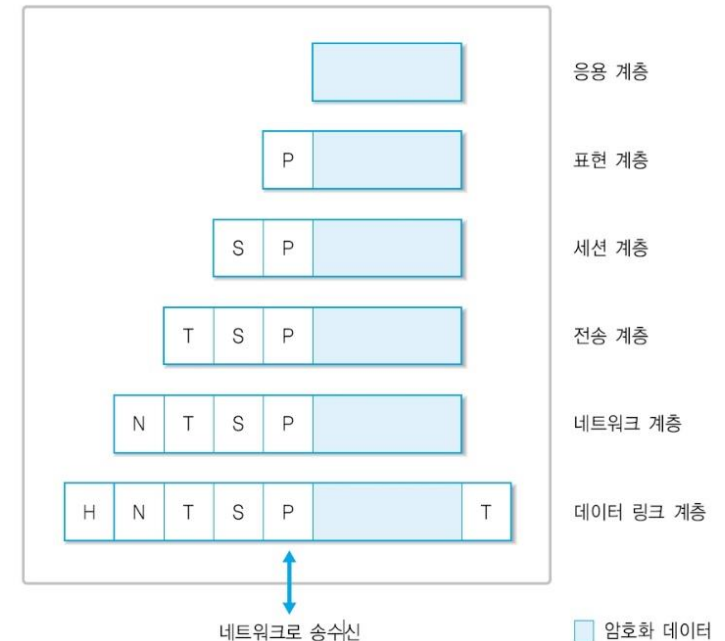 응용 계층
P
표현 계층
S P
세션 계층
T S P
전송 계층
N T S P
네트워크 계층
H N T S P T
데이터 링크 계층
네트워크로 송수신
암호화 데이터